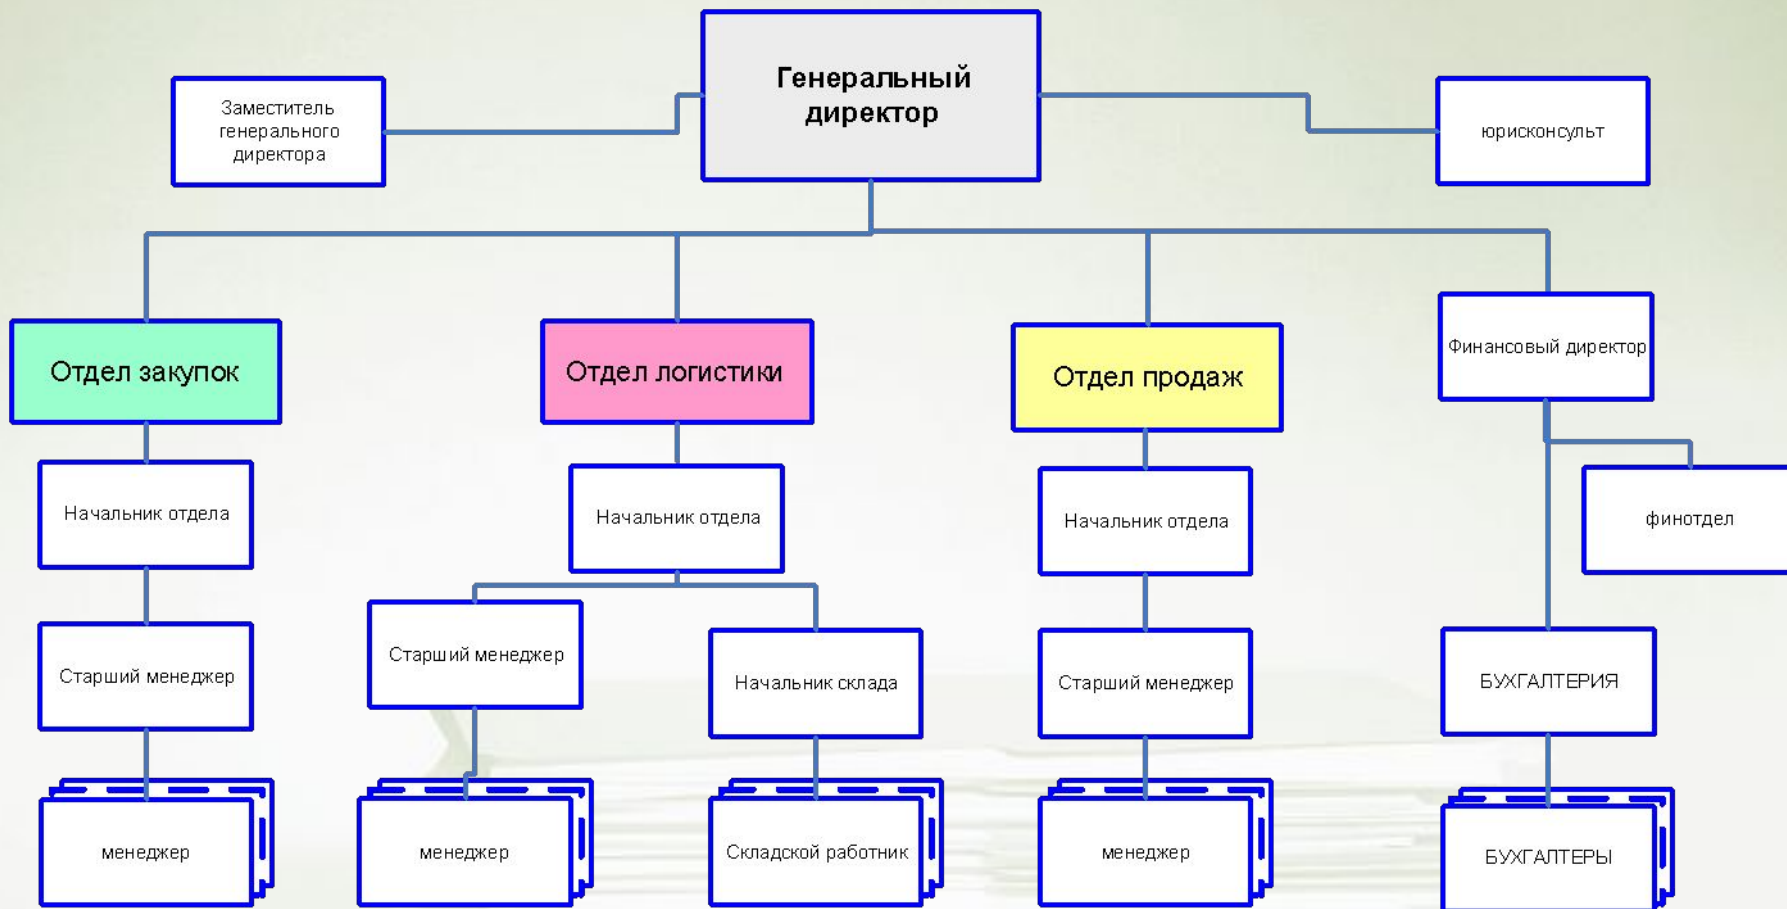 Генеральный
директор
Заместитель
генерального
директора
юрисконсульт
Отдел закупок
Отдел логистики
Отдел продаж
Финансовый директор
Начальник отдела
Начальник отдела
Начальник отдела
финотдел
Старший менеджер
Старший менеджер
Начальник склада
Старший менеджер
БУХГАЛТЕРИЯ
менеджер
менеджер
Складской работник
менеджер
БУХГАЛТЕРЫ